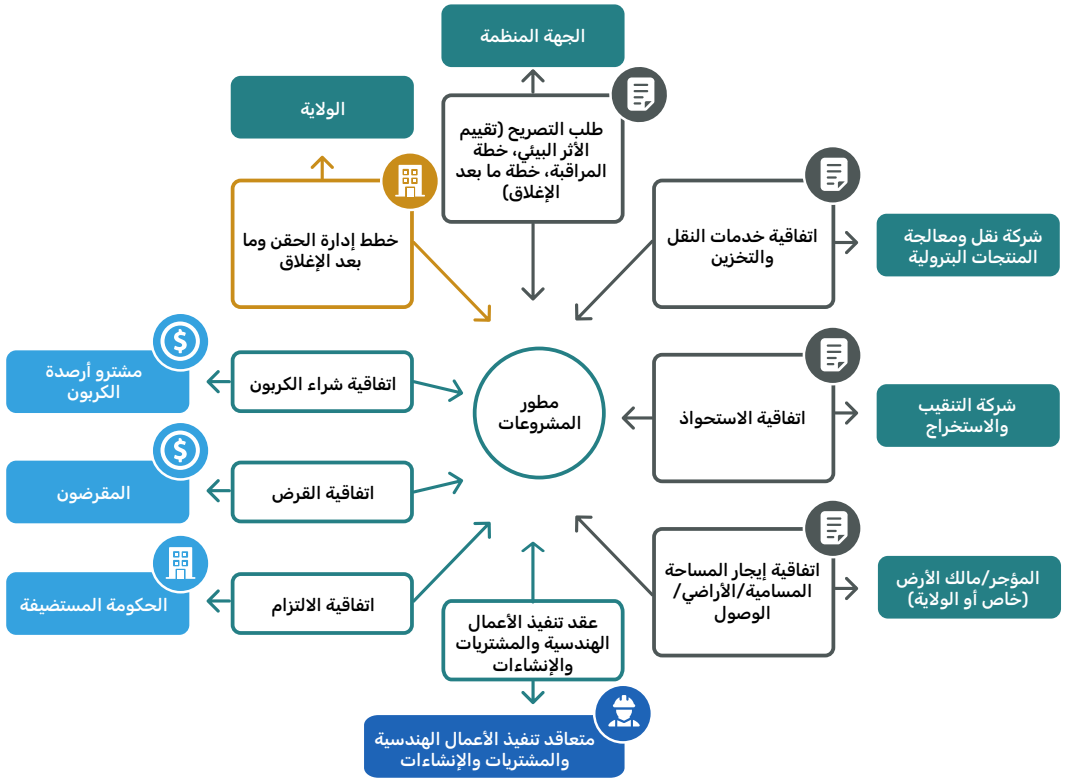 الجهة المنظمة
طلب التصريح (تقييم
الأثر البيئي، خطة
المراقبة، خطة ما بعد
الإغلاق)
الولاية
خطط إدارة الحقن وما
بعد الإغلاق
اتفاقية خدمات النقل
والتخزين
شركة نقل ومعالجة
المنتجات البترولية
مطور
المشروعات
اتفاقية الاستحواذ
شركة التنقيب
والاستخراج
اتفاقية إيجار المساحة
المسامية/الأراضي/
الوصول
المؤجر/مالك الأرض
(خاص أو الولاية)
اتفاقية شراء الكربون
مشترو أرصدة
الكربون
اتفاقية القرض
المقرضون
اتفاقية الالتزام
الحكومة المستضيفة
عقد تنفيذ الأعمال
الهندسية والمشتريات
والإنشاءات
متعاقد تنفيذ الأعمال الهندسية
والمشتريات والإنشاءات